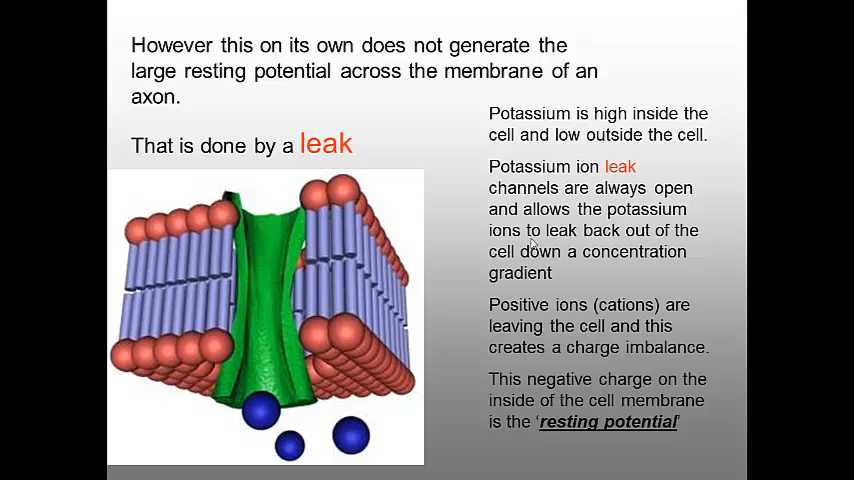 However this on its own does not generate the
large resting potential across the membrane of an
axon.
That is done by a leak
Potassium is high inside the
cell and low outside the cell.
Potassium ion leak
channels are always open
and allows the potassium
ions to leak back out of the
cell down a concentration
gradient
Positive ions (cations) are
leaving the cell and this
creates a charge imbalance.
This negative charge on the
inside of the cell membrane
is the ‘resting potential’